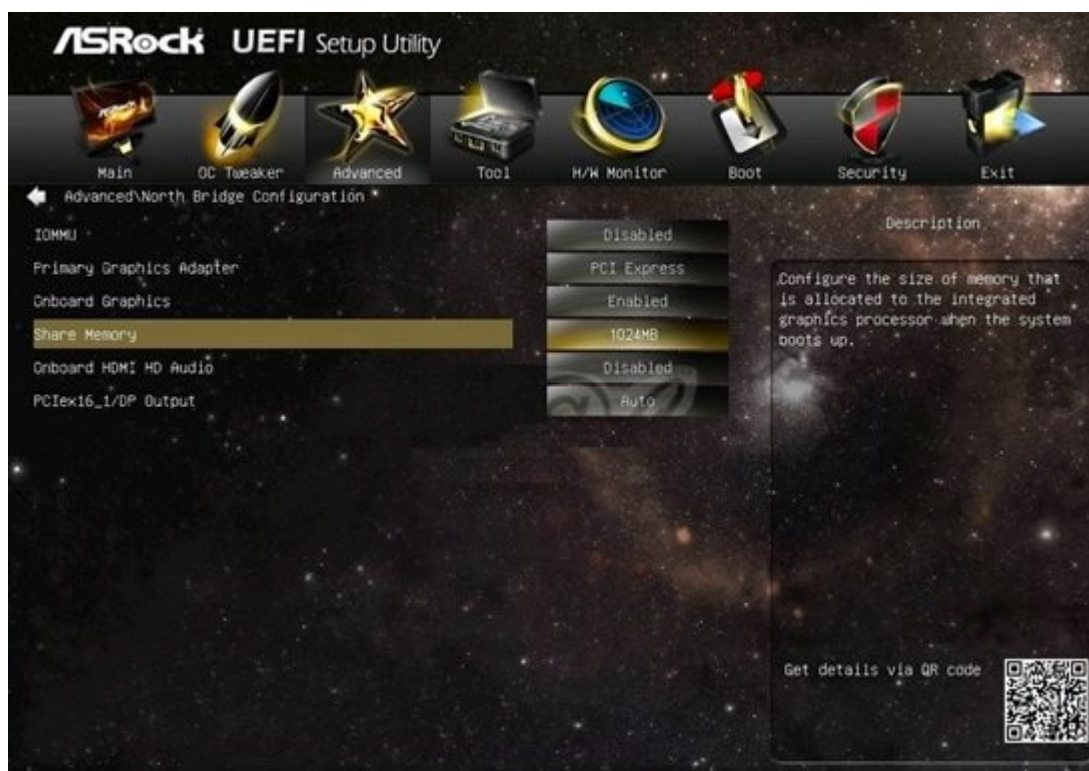 ASRock UEFI Setup Utility
Main OC Tweaker Advanced Tool H/W Monitor Boot Security Exit
Advanced\North Bridge Configuration
Description
IOMMU Disabled
Primary Graphics Adapter PCI Express
Onboard Graphics Enabled
Share Memory 1024MB
Onboard HDMI HD Audio Disabled
PCIex16_1/DP Output Auto
Configure the size of memory that
is allocated to the integrated
graphics processor when the system
boots up.
Get details via QR code